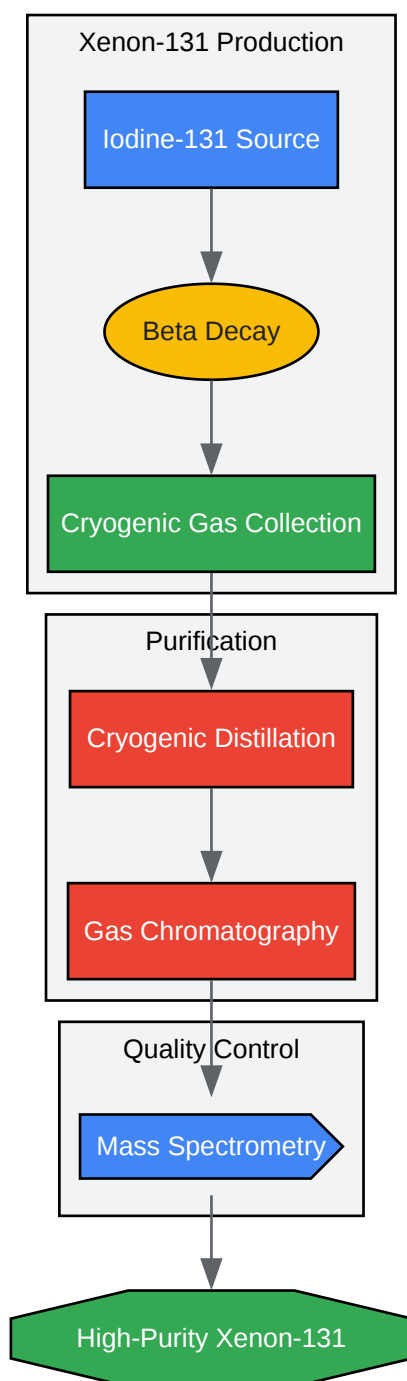 Xenon-131 Production
Iodine-131 Source
Beta Decay
Cryogenic Gas Collection
Purification
Cryogenic Distillation
Gas Chromatography
Quality Control
Mass Spectrometry
High-Purity Xenon-131